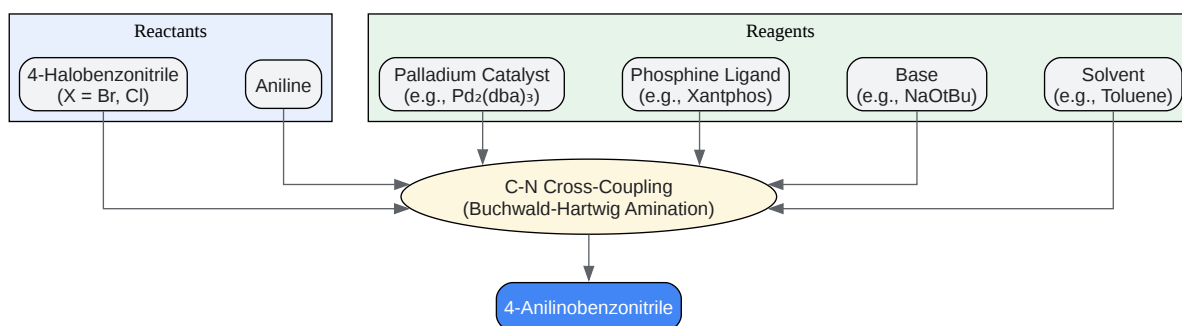 Reactants
Reagents
4-Halobenzonitrile
(X = Br, Cl)
Aniline
Palladium Catalyst
(e.g., Pd₂(dba)₃)
Phosphine Ligand
(e.g., Xantphos)
Base
(e.g., NaOtBu)
Solvent
(e.g., Toluene)
C-N Cross-Coupling
(Buchwald-Hartwig Amination)
4-Anilinobenzonitrile